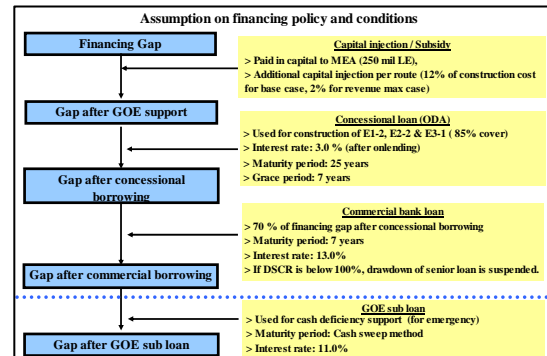 Assumption on financing policy and conditions
Financing Gap
Capital injection / Subsidy
> Paid in capital to MEA (250 mil LE),
> Additional capital injection per route (12% of construction cost
for base case, 2% for revenue max case)
Gap after GOE support
Concessional loan (ODA)
> Used for construction of E1-2, E2-2 & E3-1 ( 85% cover)
> Interest rate: 3.0 % (after onlending)
> Maturity period: 25 years
> Grace period: 7 years
Gap after concessional
borrowing
Commercial bank loan
> 70 % of financing gap after concessional borrowing
> Maturity period: 7 years
> Interest rate: 13.0%
> If DSCR is below 100%, drawdown of senior loan is suspended.
Gap after commercial borrowing
GOE sub loan
> Used for cash deficiency support (for emergency)
> Maturity period: Cash sweep method
> Interest rate: 11.0%
Gap after GOE sub loan